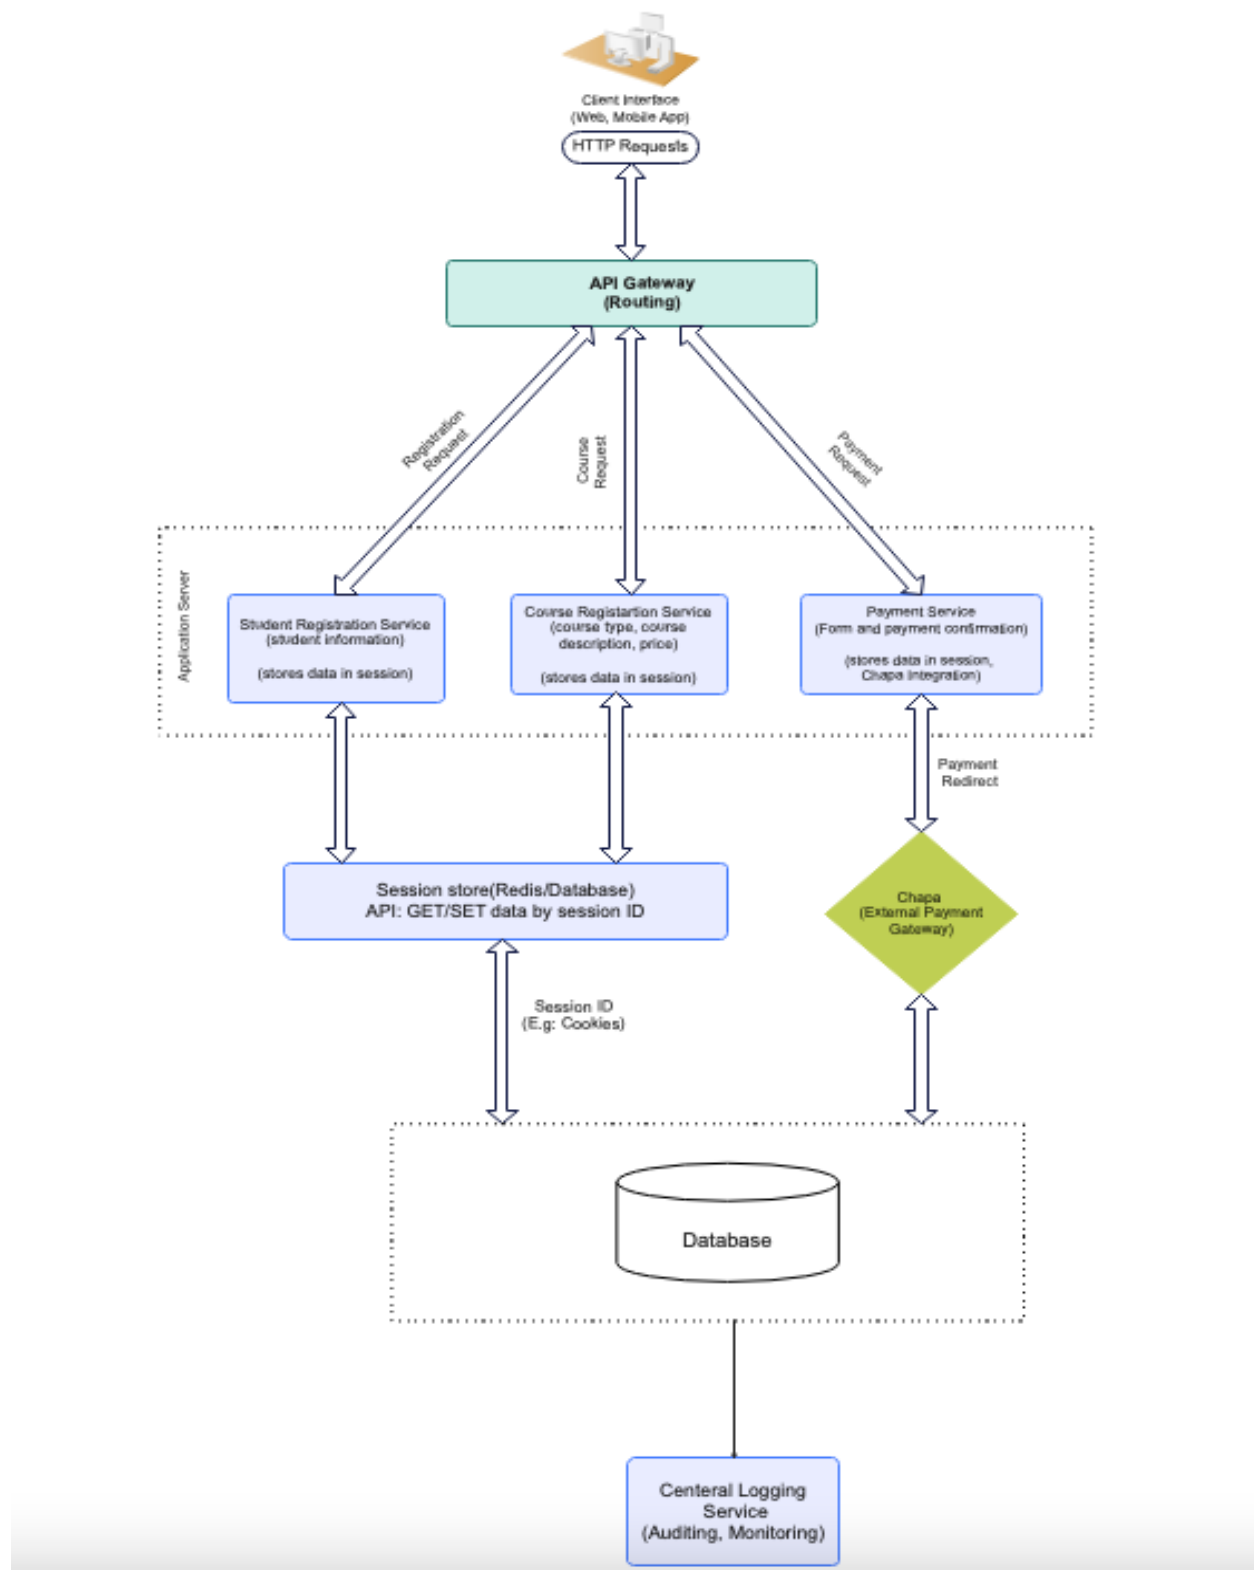 Client Interface
(Web, Mobile App)
HTTP Requests
API Gateway
(Routing)
Registration
Request
Course
Request
Payment
Request
Application Server
Student Registration Service
(student information)
(stores data in session)
Course Registartion Service
(course type, course
description, price)
(stores data in session)
Payment Service
(Form and payment confirmation)
(stores data in session,
Chapa Integration)
Payment
Redirect
Session store(Redis/Database)
API: GET/SET data by session ID
Chapa
(External Payment
Gateway)
Session ID
(E.g: Cookies)
Database
Centeral Logging
Service
(Auditing, Monitoring)